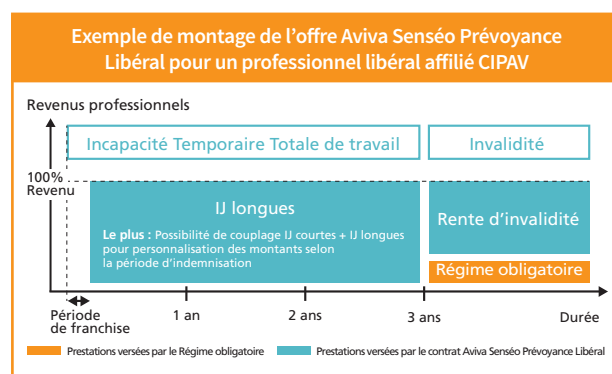 Exemple de montage de l'offre Aviva Senséo Prévoyance
Libéral pour un professionnel libéral affilié CIPAV
Revenus professionnels
Incapacité Temporaire Totale de travail
Invalidité
100%
Revenu
IJ longues
Le plus : Possibilité de couplage IJ courtes + IJ longues
pour personnalisation des montants selon
la période d'indemnisation
Rente d'invalidité
Régime obligatoire
Période
de franchise
1 an
2 ans
3 ans
Durée
Prestations versées par le Régime obligatoire
Prestations versées par le contrat Aviva Senséo Prévoyance Libéral